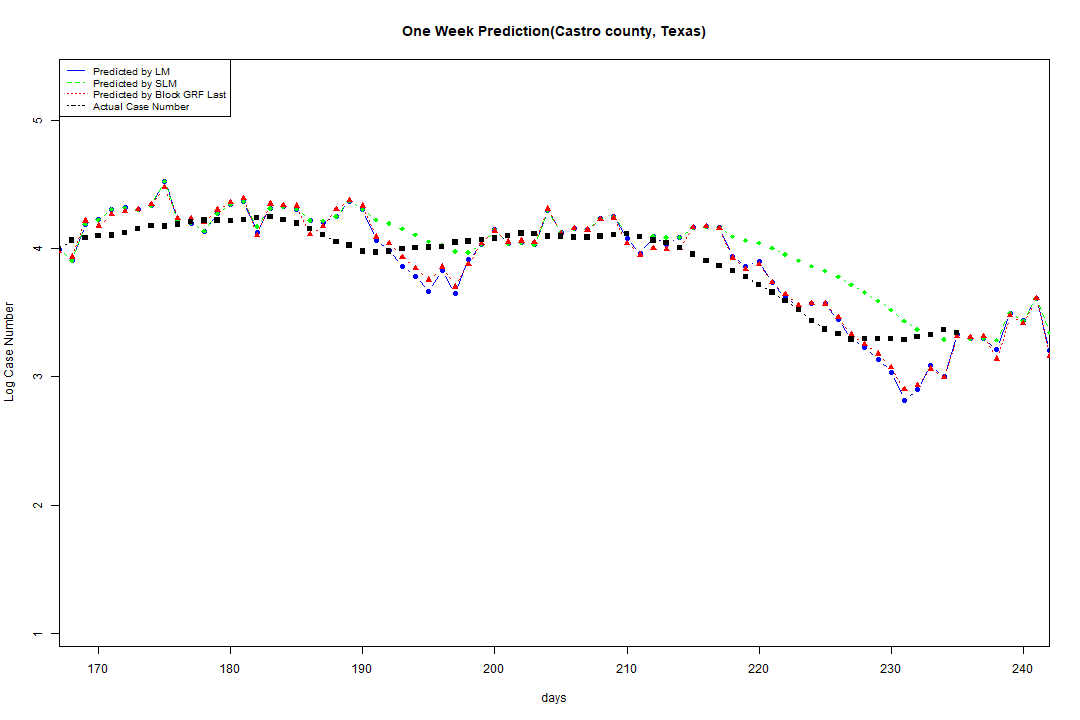 One Week Prediction(Castro county, Texas)
Predicted by LM
Predicted by SLM
Predicted by Block GRF Last
Actual Case Number
5
4
3
2
1
Log Case Number
170 180 190 200 210 220 230 240
days